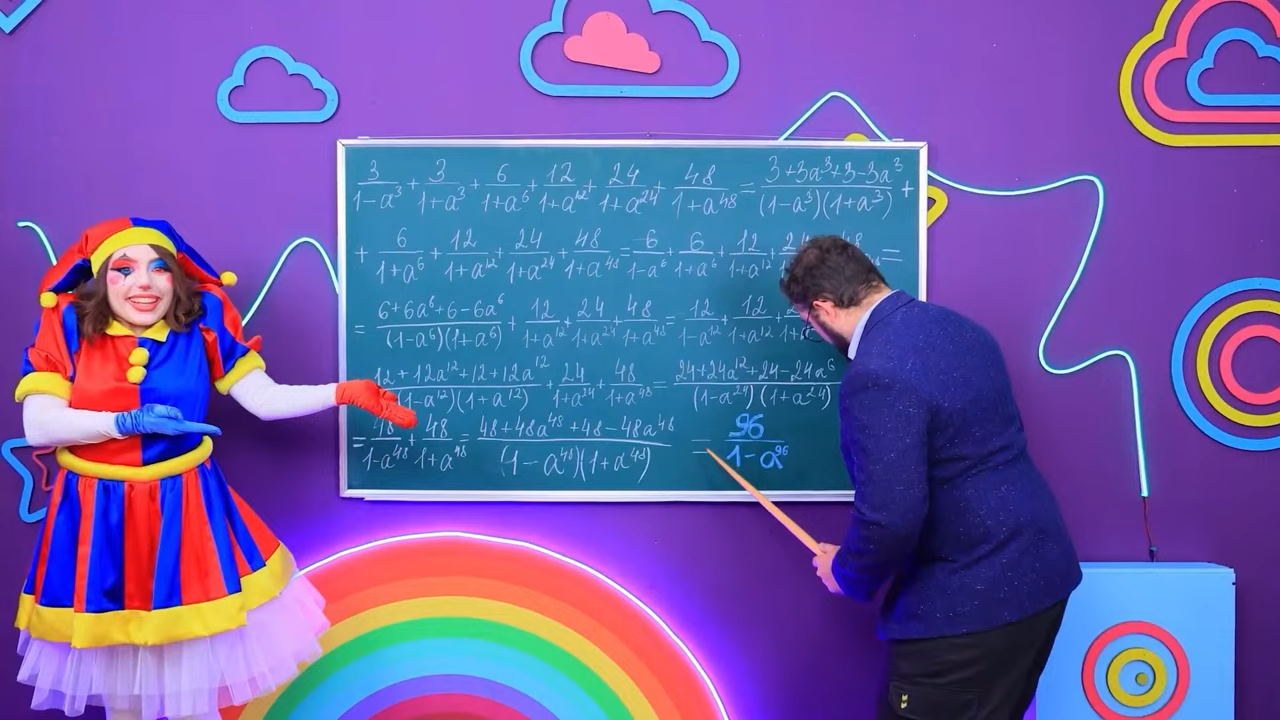 3/(1-a³) + 3/(1+a³) + 6/(1+a⁶) + 12/(1+a¹²) + 24/(1+a²⁴) + 48/(1+a⁴⁸) = (3+3a³+3-3a³)/((1-a³)(1+a³)) +
+ 6/(1+a⁶) + 12/(1+a¹²) + 24/(1+a²⁴) + 48/(1+a⁴⁸) = 6/(1-a⁶) + 6/(1+a⁶) + 12/(1+a¹²) + =
= (6+6a⁶+6-6a⁶)/((1-a⁶)(1+a⁶)) + 12/(1+a¹²) + 24/(1+a²⁴) + 48/(1+a⁴⁸) = 12/(1-a¹²) + 12/(1+a¹²) +
(12+12a¹²+12+12a¹²)/((1-a¹²)(1+a¹²)) + 24/(1+a²⁴) + 48/(1+a⁴⁸) = (24+24a¹²+24-24a⁶)/((1-a²⁴)(1+a²⁴))
= 48/(1-a⁴⁸) + 48/(1+a⁴⁸) = (48+48a⁴⁸+48-48a⁴⁸)/((1-a⁴⁸)(1+a⁴⁸)) = 96/(1-a⁹⁶)